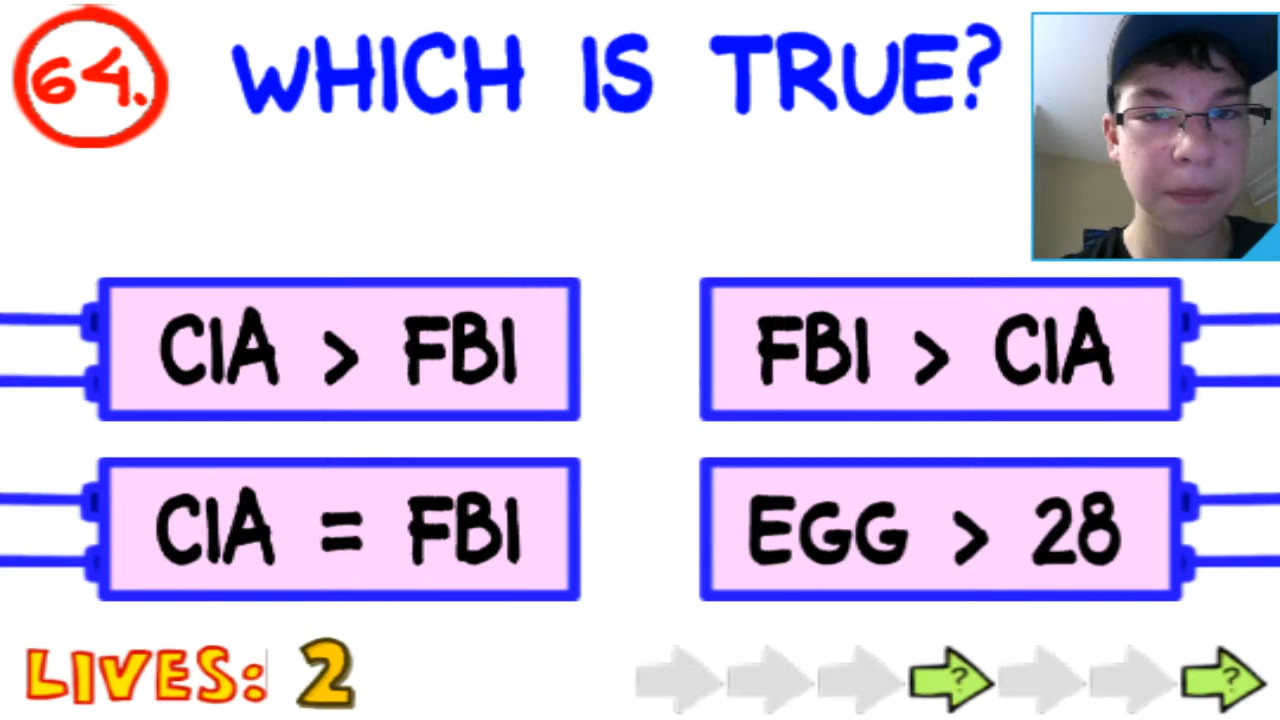 64. WHICH IS TRUE?
CIA > FBI
FBI > CIA
CIA = FBI
EGG > 28
LIVES: 2
? ?